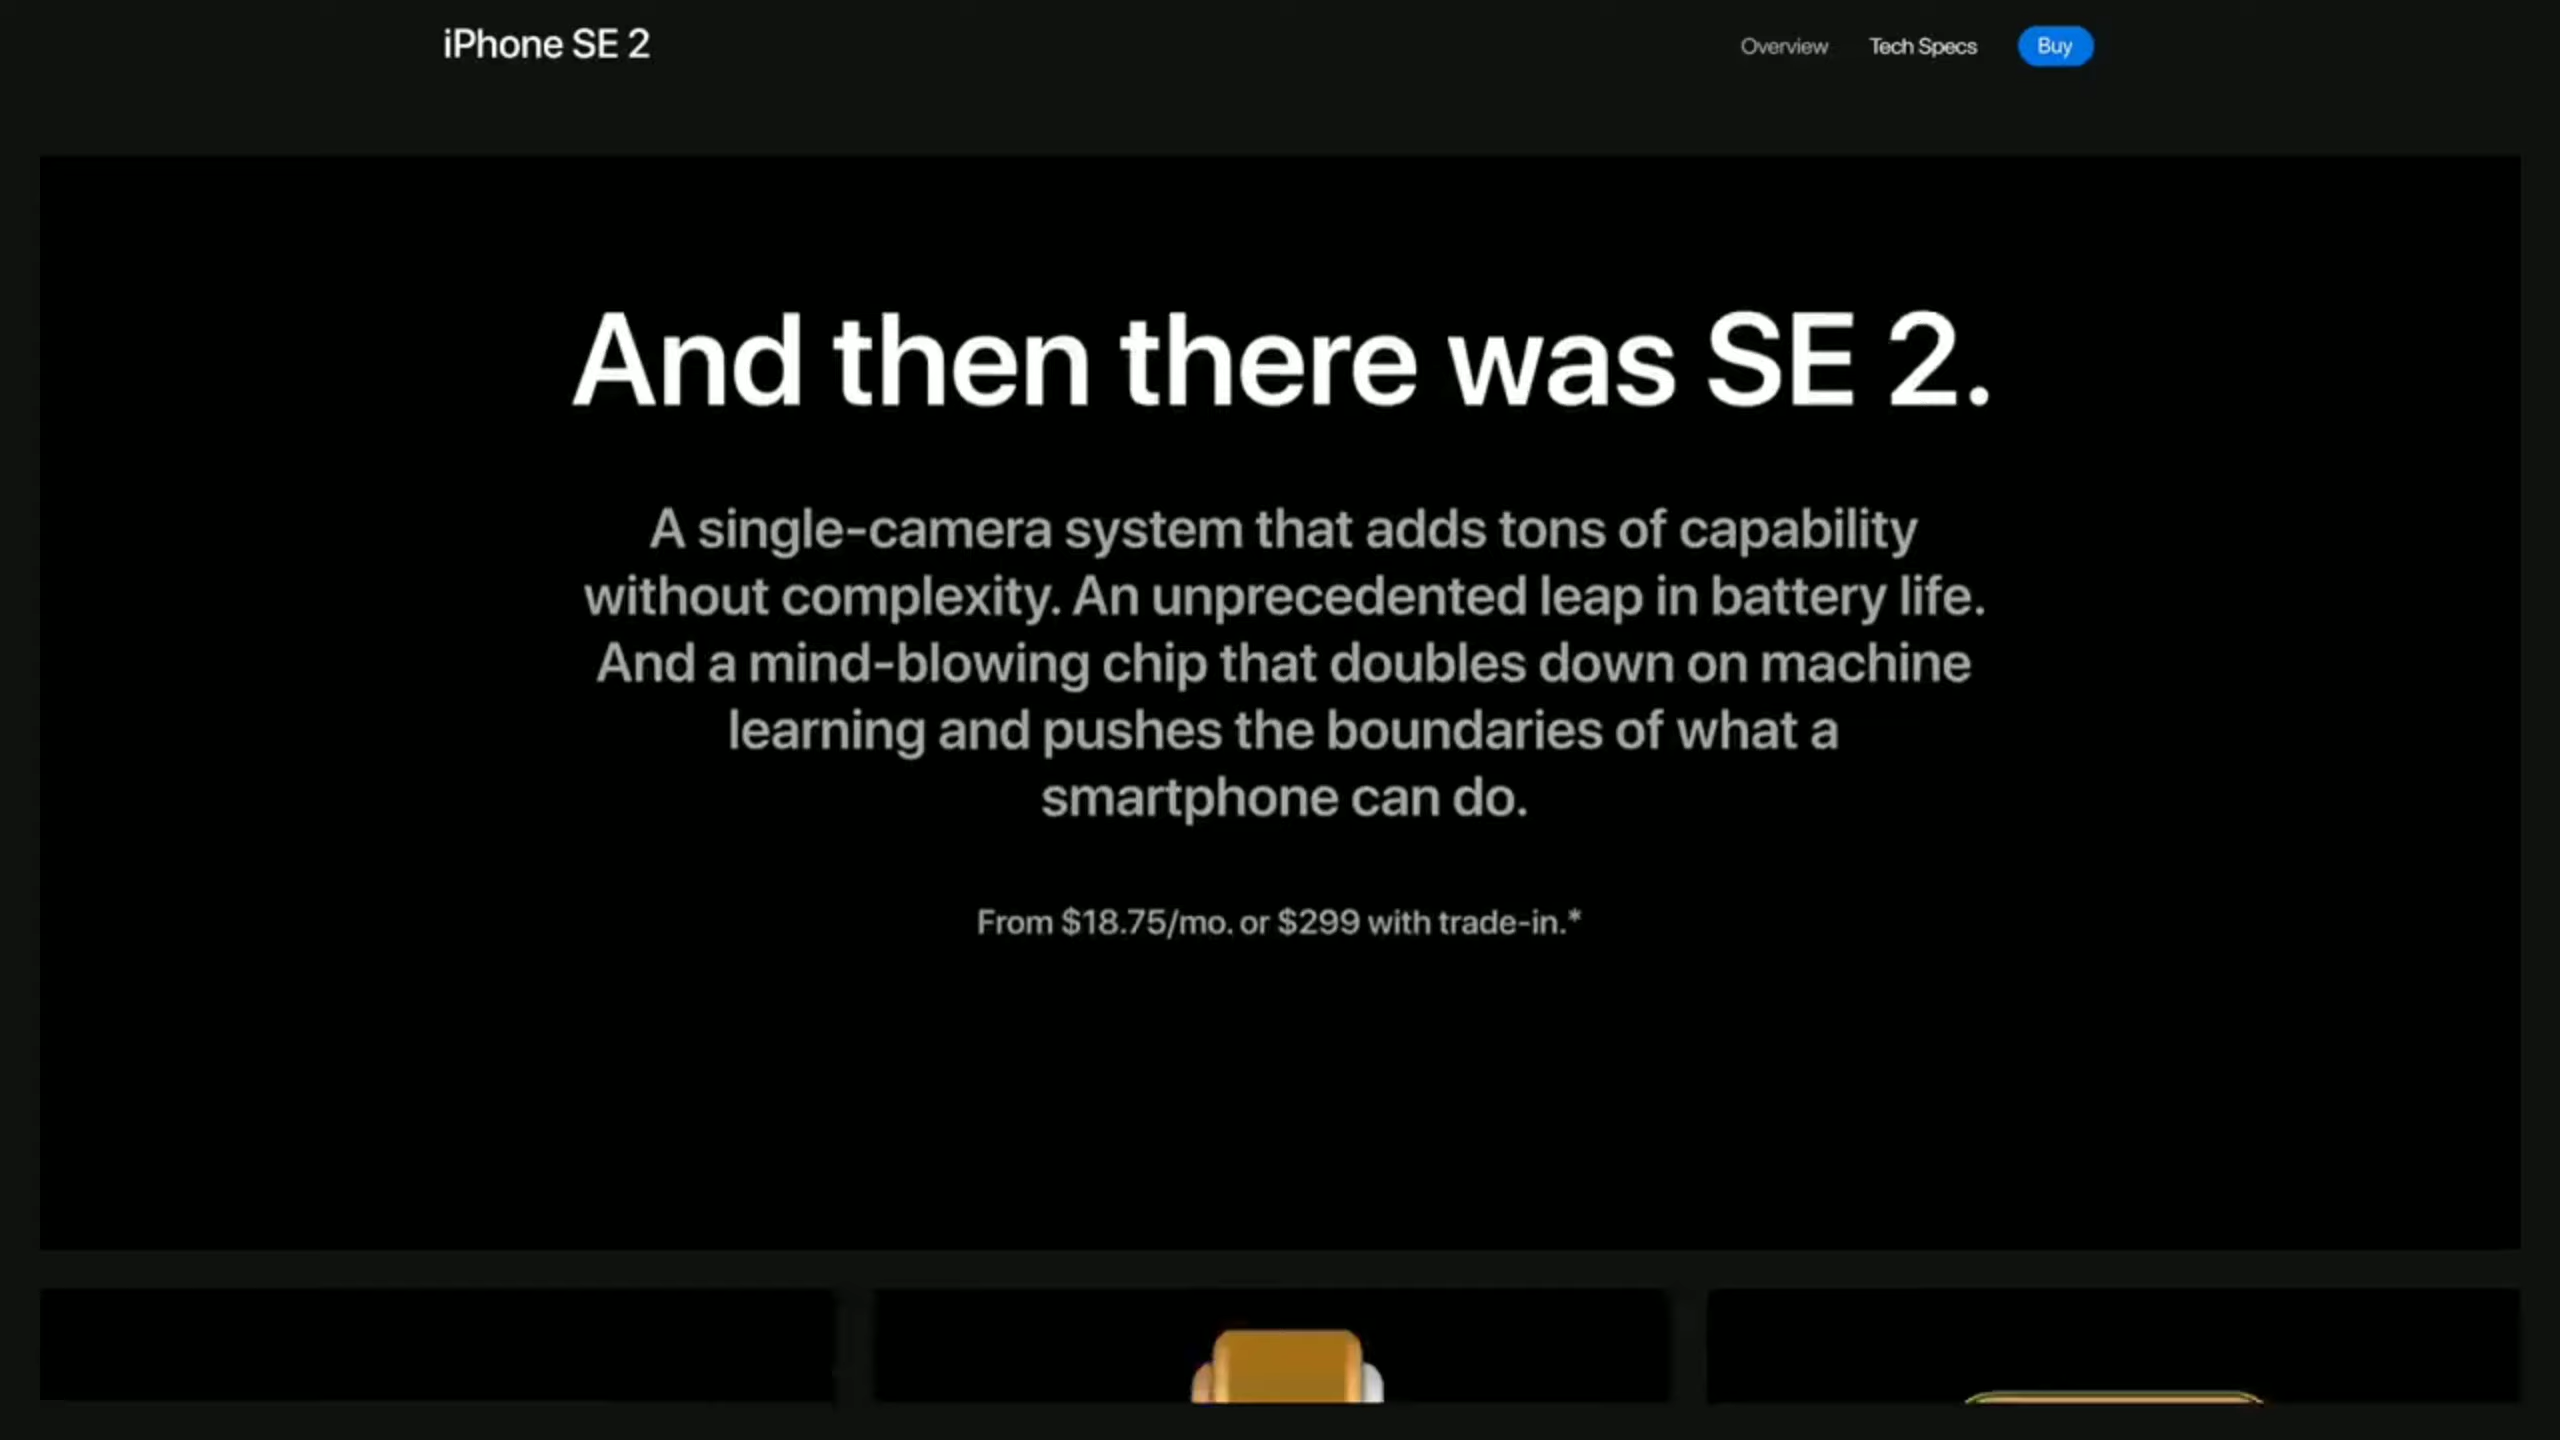 iPhone SE 2
Overview
Tech Specs
Buy
And then there was SE 2.
A single-camera system that adds tons of capability
without complexity. An unprecedented leap in battery life.
And a mind-blowing chip that doubles down on machine
learning and pushes the boundaries of what a
smartphone can do.
From $18.75/mo. or $299 with trade-in.*